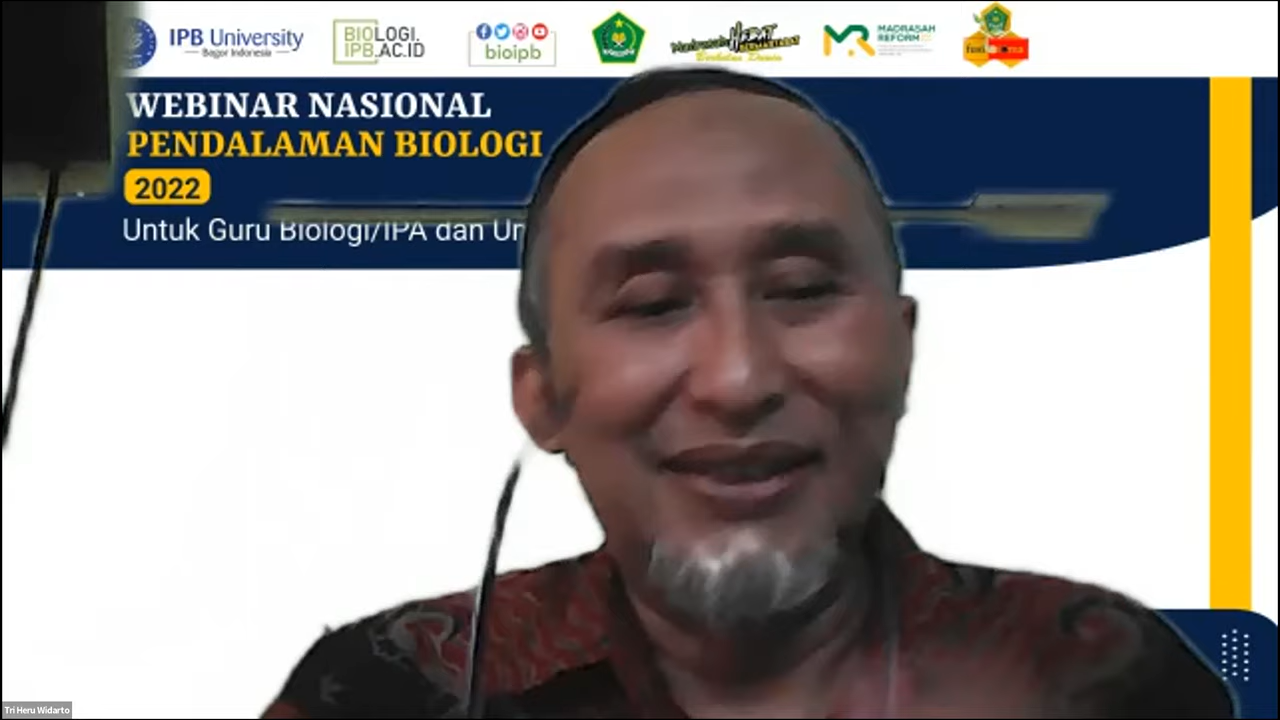 IPB University
Bogor Indonesia
BIOLOGI.
IPB.AC.ID
bioipb
MADRASAH
REFORM
WEBINAR NASIONAL
PENDALAMAN BIOLOGI
2022
Untuk Guru Biologi/IPA dan Um
Tri Heru Widarto